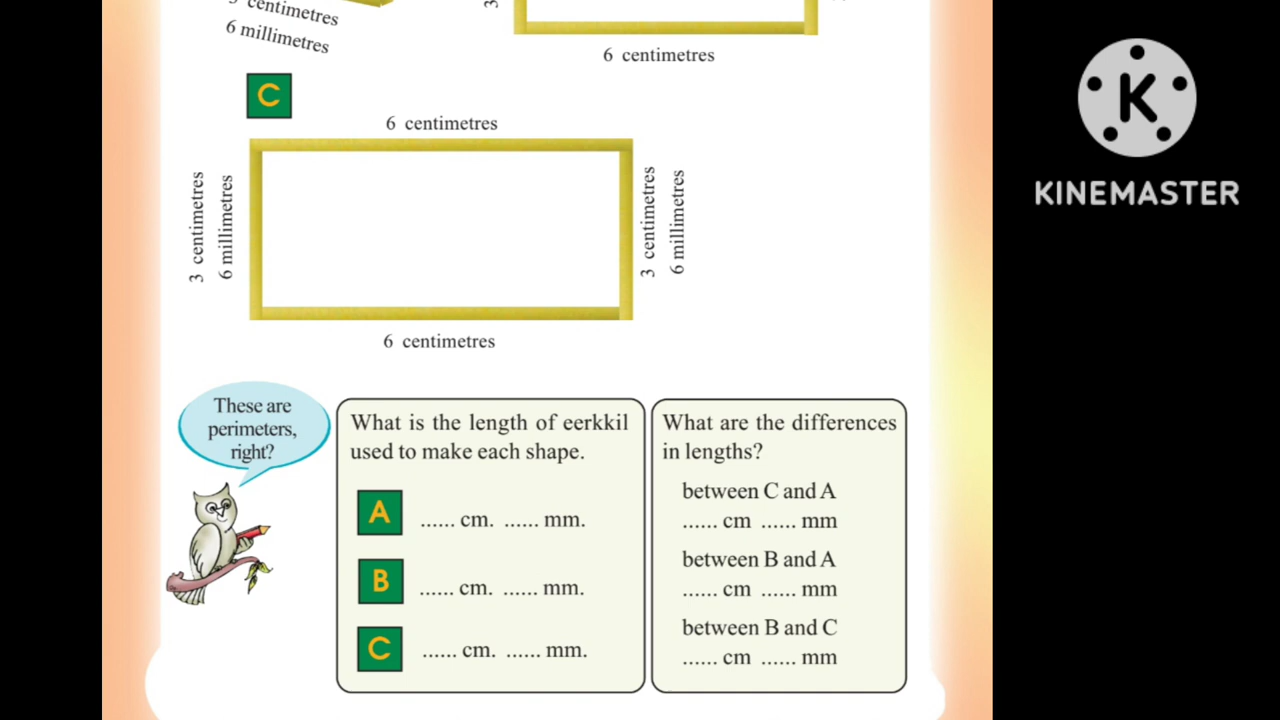 centimetres
6 millimetres
3
6 centimetres
C
6 centimetres
3 centimetres
6 millimetres
3 centimetres
6 millimetres
6 centimetres
These are
perimeters,
right?
What is the length of eerkkil
used to make each shape.
A ...... cm. ...... mm.
B ...... cm. ...... mm.
C ...... cm. ...... mm.
What are the differences
in lengths?
between C and A
...... cm ...... mm
between B and A
...... cm ...... mm
between B and C
...... cm ...... mm
K
KINEMASTER